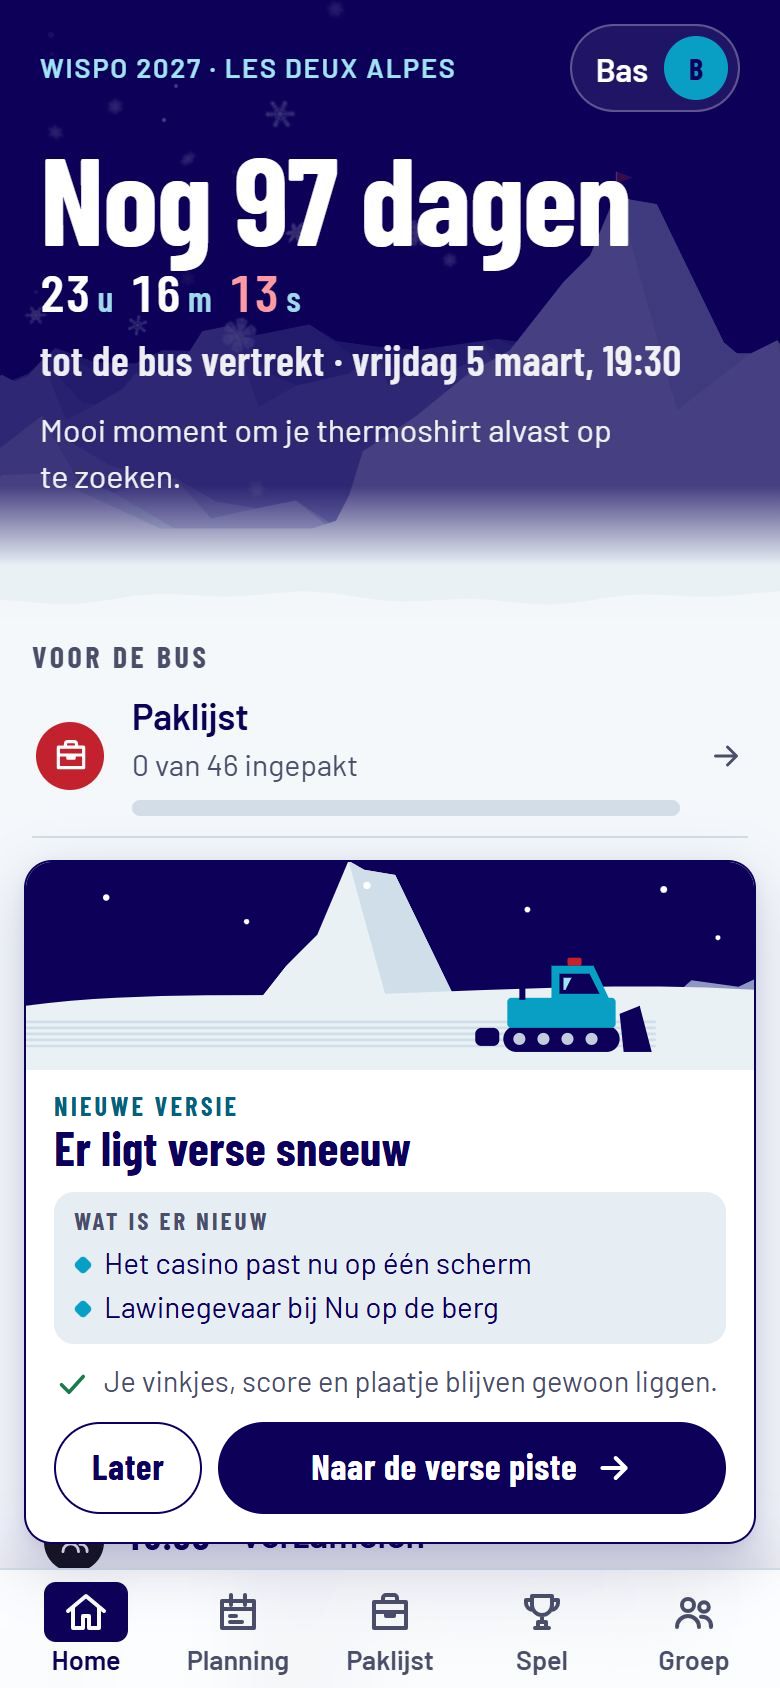 WISPO 2027 · LES DEUX ALPES
Bas B
Nog 97 dagen
23 u 16 m 13 s
tot de bus vertrekt · vrijdag 5 maart, 19:30
Mooi moment om je thermoshirt alvast op
te zoeken.
VOOR DE BUS
Paklijst
0 van 46 ingepakt
NIEUWE VERSIE
Er ligt verse sneeuw
WAT IS ER NIEUW
Het casino past nu op één scherm
Lawinegevaar bij Nu op de berg
Je vinkjes, score en plaatje blijven gewoon liggen.
Later
Naar de verse piste
Home
Planning
Paklijst
Spel
Groep